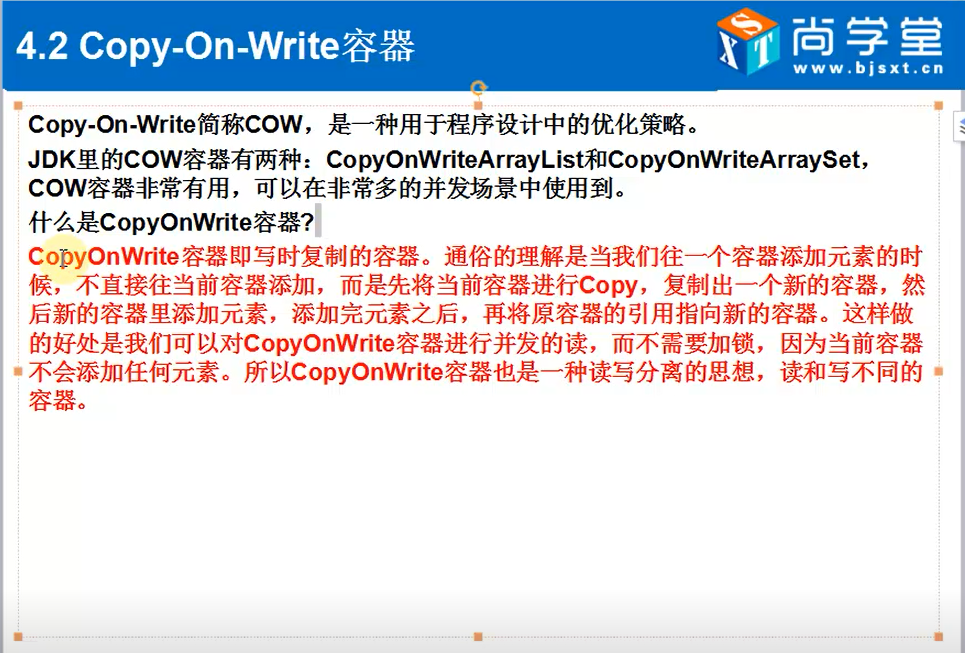 4.2 Copy-On-Write容器
SXT 尚学堂
www.bjsxt.cn
Copy-On-Write简称COW，是一种用于程序设计中的优化策略。
JDK里的COW容器有两种：CopyOnWriteArrayList和CopyOnWriteArraySet，
COW容器非常有用，可以在非常多的并发场景中使用到。
什么是CopyOnWrite容器?
CopyOnWrite容器即写时复制的容器。通俗的理解是当我们往一个容器添加元素的时
候，不直接往当前容器添加，而是先将当前容器进行Copy，复制出一个新的容器，然
后新的容器里添加元素，添加完元素之后，再将原容器的引用指向新的容器。这样做
的好处是我们可以对CopyOnWrite容器进行并发的读，而不需要加锁，因为当前容器
不会添加任何元素。所以CopyOnWrite容器也是一种读写分离的思想，读和写不同的
容器。